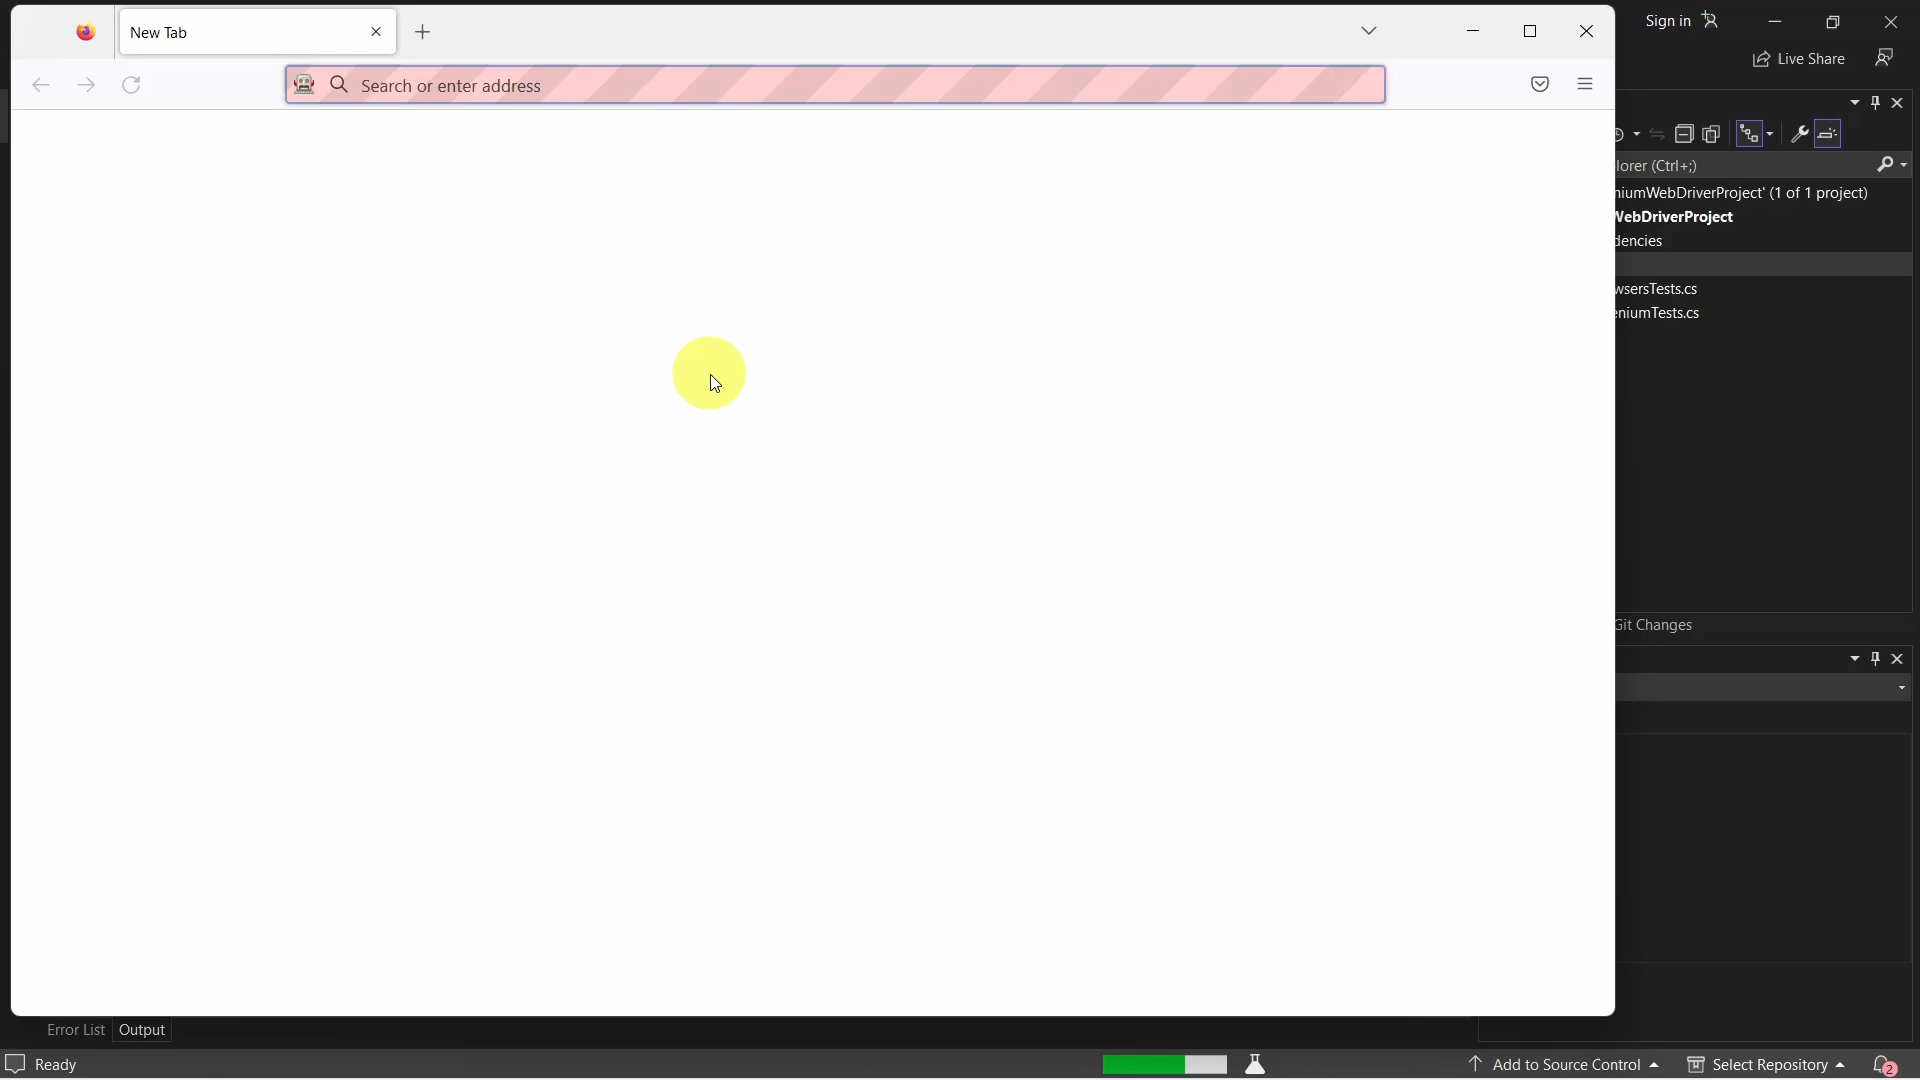 New Tab
Sign in
Live Share
Search or enter address
lorer (Ctrl+;)
niumWebDriverProject' (1 of 1 project)
WebDriverProject
dencies
wsersTests.cs
eniumTests.cs
Git Changes
Error List Output
Ready
Add to Source Control
Select Repository
2